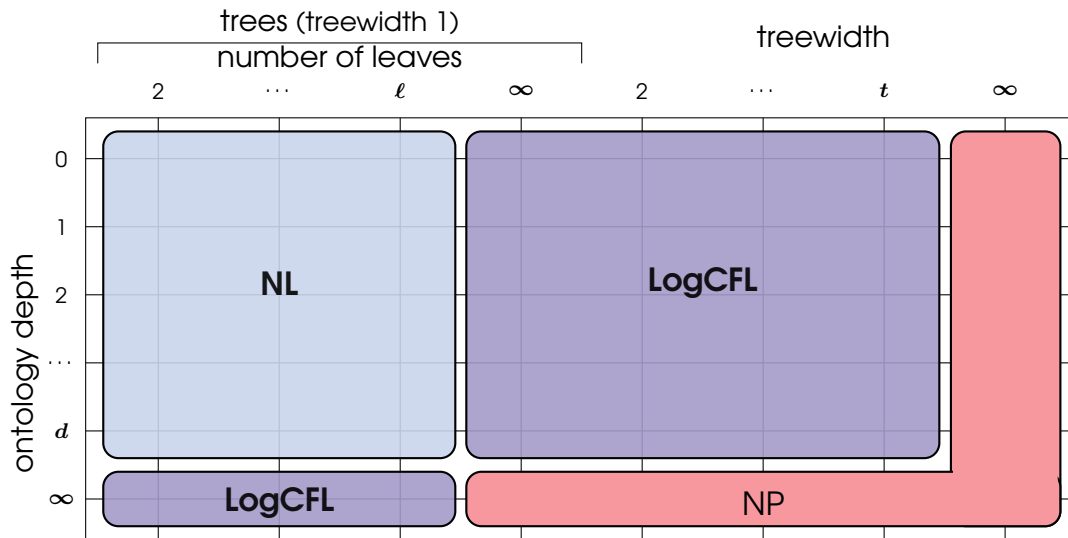 trees (treewidth 1)
number of leaves
treewidth
2 ⋯ ℓ ∞ 2 ⋯ t ∞
ontology depth
0
1
2
⋯
d
∞
NL
LogCFL
LogCFL
NP